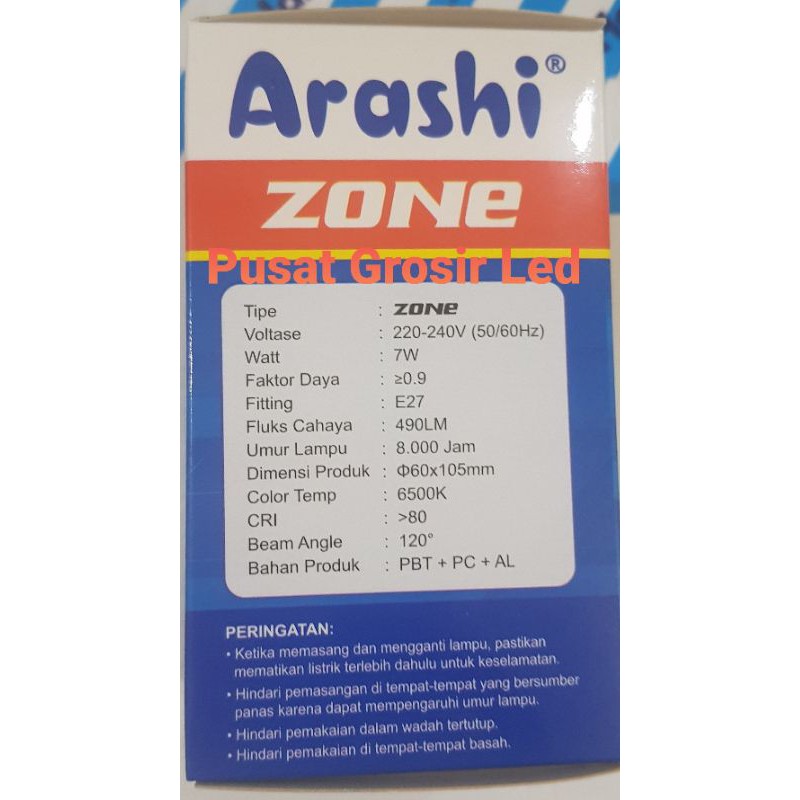 Arashi®
ZONe
Pusat Grosir Led
Tipe : ZONe
Voltase : 220-240V (50/60Hz)
Watt : 7W
Faktor Daya : ≥0.9
Fitting : E27
Fluks Cahaya : 490LM
Umur Lampu : 8.000 Jam
Dimensi Produk : Φ60x105mm
Color Temp : 6500K
CRI : >80
Beam Angle : 120°
Bahan Produk : PBT + PC + AL
PERINGATAN:
• Ketika memasang dan mengganti lampu, pastikan
mematikan listrik terlebih dahulu untuk keselamatan.
• Hindari pemasangan di tempat-tempat yang bersumber
panas karena dapat mempengaruhi umur lampu.
• Hindari pemakaian dalam wadah tertutup.
• Hindari pemakaian di tempat-tempat basah.